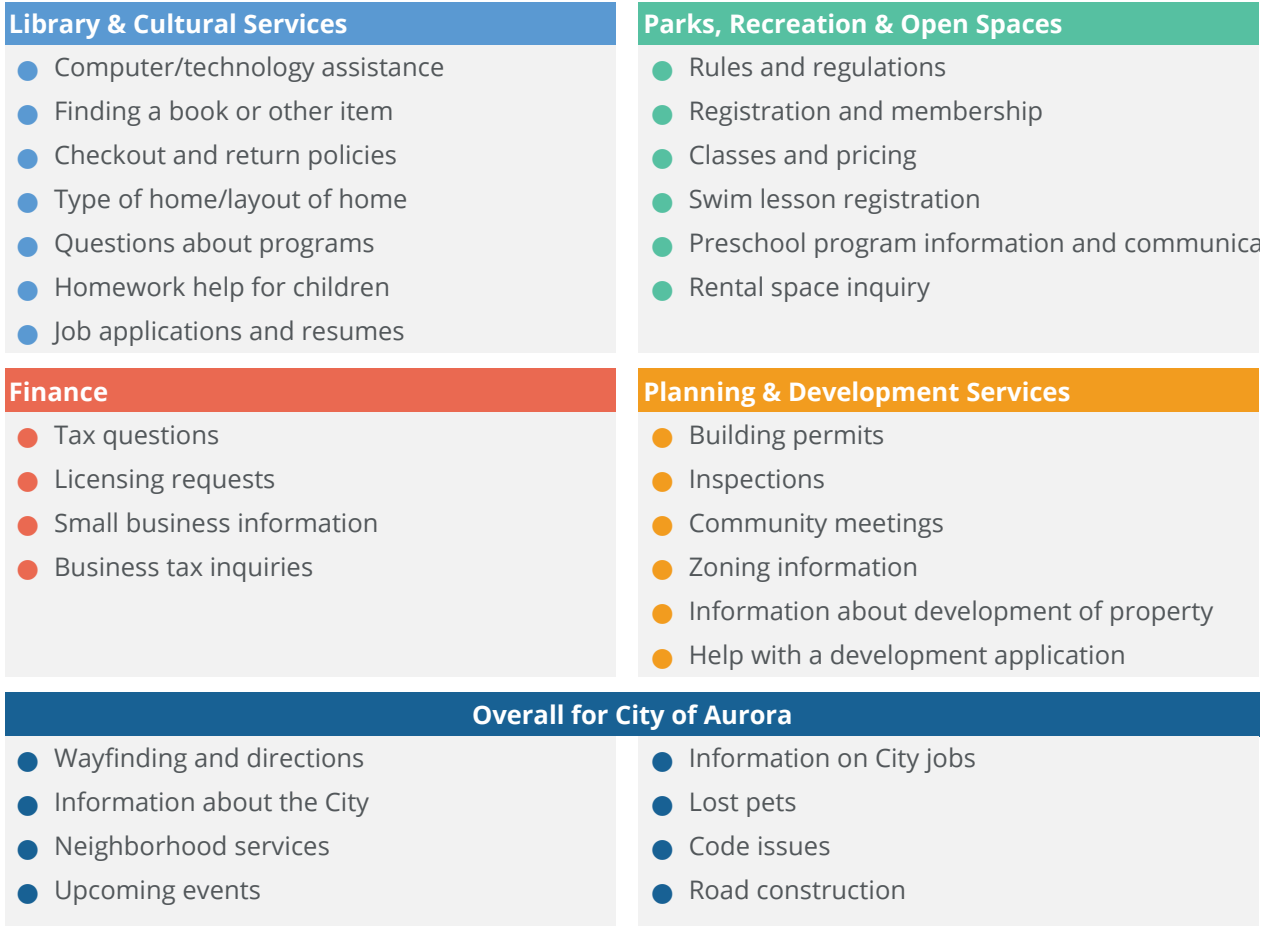 Library & Cultural Services
Computer/technology assistance
Finding a book or other item
Checkout and return policies
Type of home/layout of home
Questions about programs
Homework help for children
Job applications and resumes
Parks, Recreation & Open Spaces
Rules and regulations
Registration and membership
Classes and pricing
Swim lesson registration
Preschool program information and communica
Rental space inquiry
Finance
Tax questions
Licensing requests
Small business information
Business tax inquiries
Planning & Development Services
Building permits
Inspections
Community meetings
Zoning information
Information about development of property
Help with a development application
Overall for City of Aurora
Wayfinding and directions
Information about the City
Neighborhood services
Upcoming events
Information on City jobs
Lost pets
Code issues
Road construction